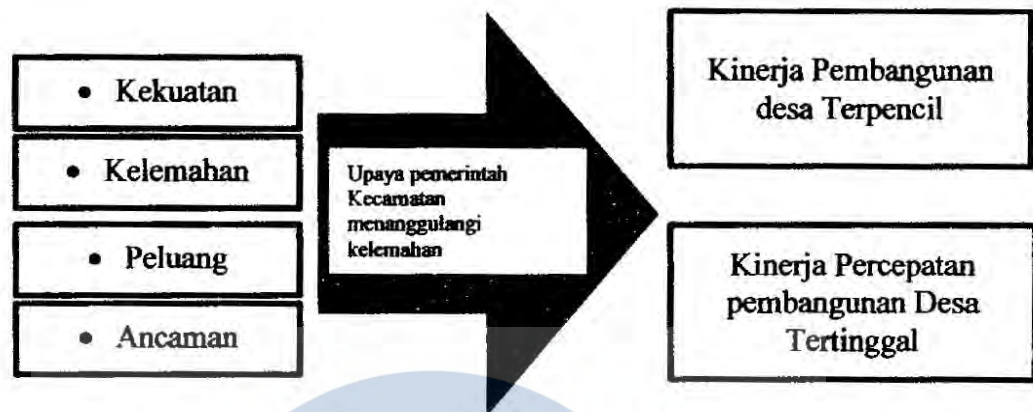 • Kekuatan
• Kelemahan
• Peluang
• Ancaman
Upaya pemerintah
Kecamatan
menanggulangi
kelemahan
Kinerja Pembangunan
desa Terpencil
Kinerja Percepatan
pembangunan Desa
Tertinggal